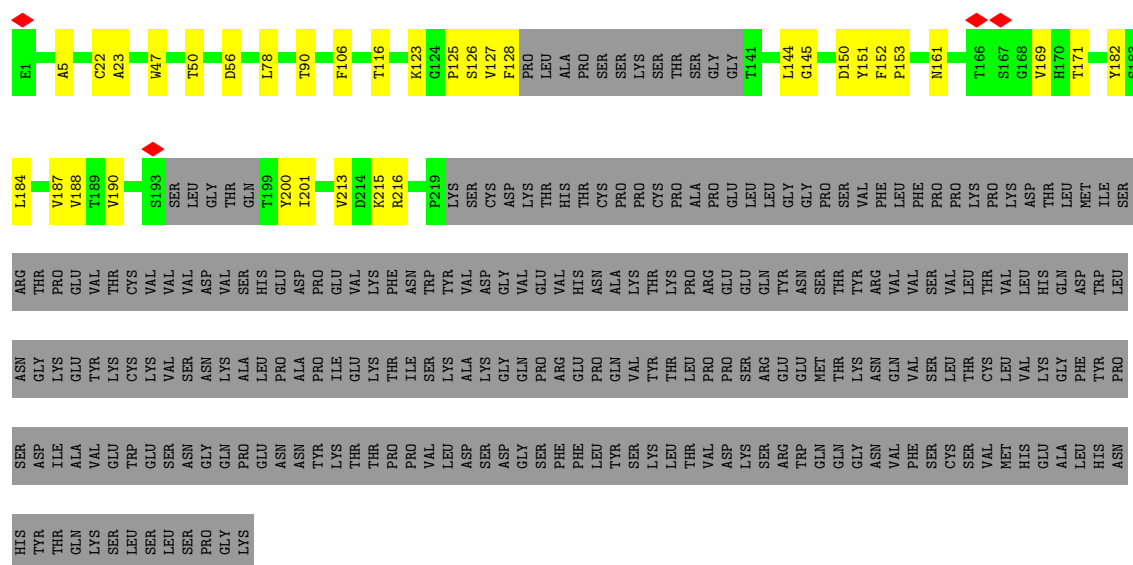 E1 A5 C22 A23 W47 T50 D56 L78 T90 F106 T116 K123 G124 P125 S126 V127 F128 PRO LEU ALA PRO SER SER LYS SER THR SER GLY GLY T141 L144 G145 D150 Y151 F152 P153 N161 T166 S167 G168 V169 H170 T171 Y182 S183
L184 V187 V188 T189 V190 S193 SER LEU GLY THR GLN T199 Y200 I201 V213 D214 K215 R216 P219 LYS SER CYS ASP LYS THR HIS THR CYS PRO PRO CYS PRO ALA PRO GLU LEU LEU GLY GLY PRO SER VAL PHE LEU PHE PRO PRO LYS PRO LYS ASP THR LEU MET ILE SER
ARG THR PRO GLU VAL THR CYS VAL VAL VAL ASP VAL SER HIS GLU ASP PRO GLU VAL LYS PHE ASN TRP TYR VAL ASP GLY VAL GLU VAL HIS ASN ALA LYS THR LYS PRO ARG GLU GLU GLN TYR ASN SER THR TYR ARG VAL VAL SER VAL LEU THR VAL LEU HIS GLN ASP TRP LEU
ASN GLY LYS GLU TYR LYS CYS LYS VAL SER ASN LYS ALA LEU PRO ALA PRO ILE GLU LYS THR ILE SER LYS ALA LYS GLY GLN PRO ARG GLU PRO GLN VAL TYR THR LEU PRO PRO SER ARG GLU GLU MET THR LYS ASN GLN VAL SER LEU THR CYS LEU VAL LYS GLY PHE TYR PRO
SER ASP ILE ALA VAL GLU TRP GLU SER ASN GLY GLN PRO GLU ASN ASN TYR LYS THR THR PRO PRO VAL LEU ASP SER ASP GLY SER PHE PHE LEU TYR SER LYS LEU THR VAL ASP LYS SER ARG TRP GLN GLN GLY ASN VAL PHE SER CYS SER VAL MET HIS GLU ALA LEU HIS ASN
HIS TYR THR GLN LYS SER LEU SER LEU SER PRO GLY LYS